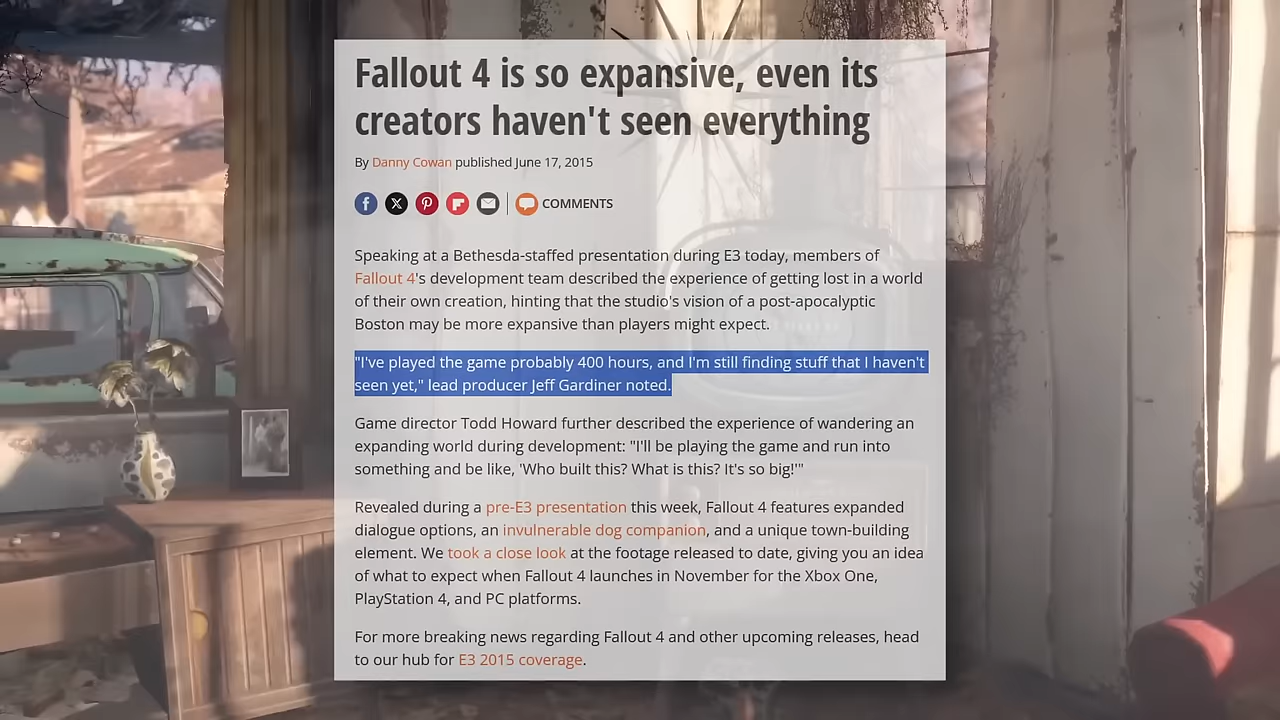 Fallout 4 is so expansive, even its
creators haven't seen everything
By Danny Cowan published June 17, 2015
COMMENTS
Speaking at a Bethesda-staffed presentation during E3 today, members of
Fallout 4's development team described the experience of getting lost in a world
of their own creation, hinting that the studio's vision of a post-apocalyptic
Boston may be more expansive than players might expect.
"I've played the game probably 400 hours, and I'm still finding stuff that I haven't
seen yet," lead producer Jeff Gardiner noted.
Game director Todd Howard further described the experience of wandering an
expanding world during development: "I'll be playing the game and run into
something and be like, 'Who built this? What is this? It's so big!'"
Revealed during a pre-E3 presentation this week, Fallout 4 features expanded
dialogue options, an invulnerable dog companion, and a unique town-building
element. We took a close look at the footage released to date, giving you an idea
of what to expect when Fallout 4 launches in November for the Xbox One,
PlayStation 4, and PC platforms.
For more breaking news regarding Fallout 4 and other upcoming releases, head
to our hub for E3 2015 coverage.